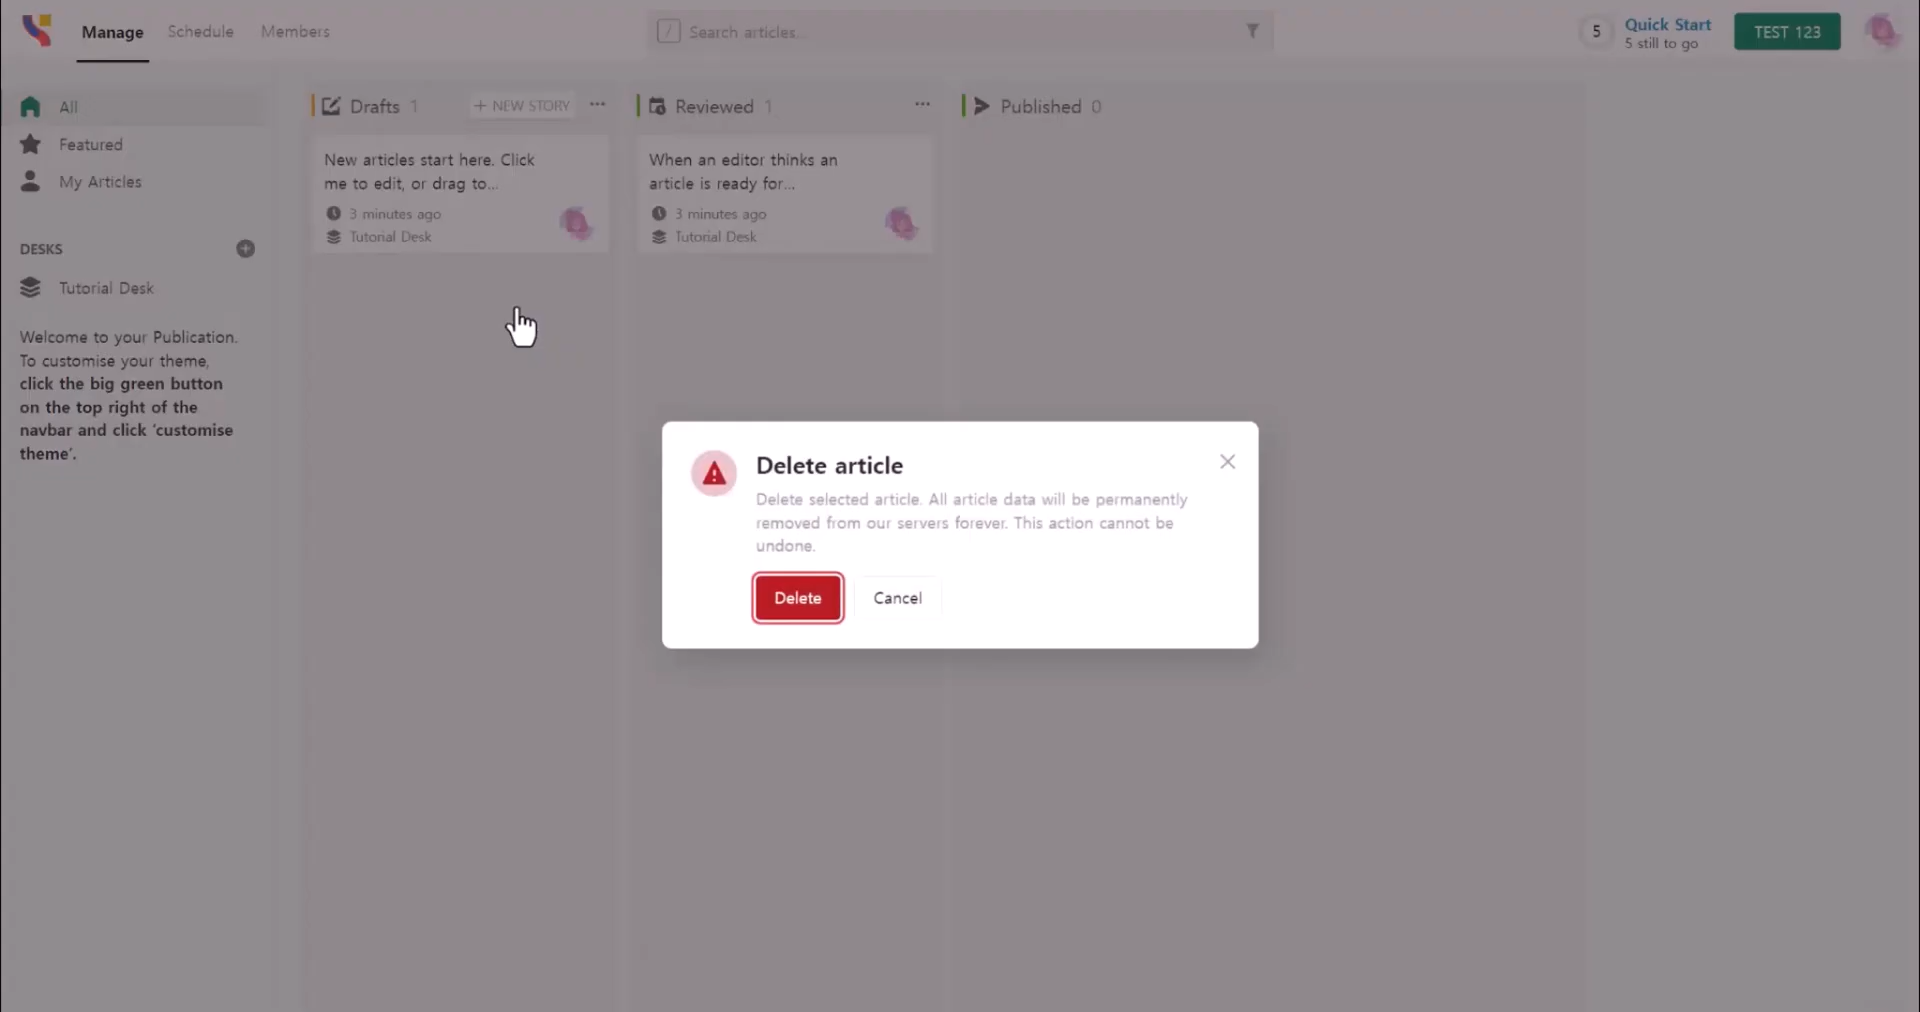 Manage
Schedule
Members
/ Search articles...
5
Quick Start
5 still to go
TEST 123
All
Featured
My Articles
DESKS
Tutorial Desk
Welcome to your Publication.
To customise your theme,
click the big green button
on the top right of the
navbar and click ‘customise
theme’.
Drafts 1
+ NEW STORY
New articles start here. Click
me to edit, or drag to...
3 minutes ago
Tutorial Desk
Reviewed 1
When an editor thinks an
article is ready for...
3 minutes ago
Tutorial Desk
Published 0
Delete article
Delete selected article. All article data will be permanently
removed from our servers forever. This action cannot be
undone.
Delete
Cancel